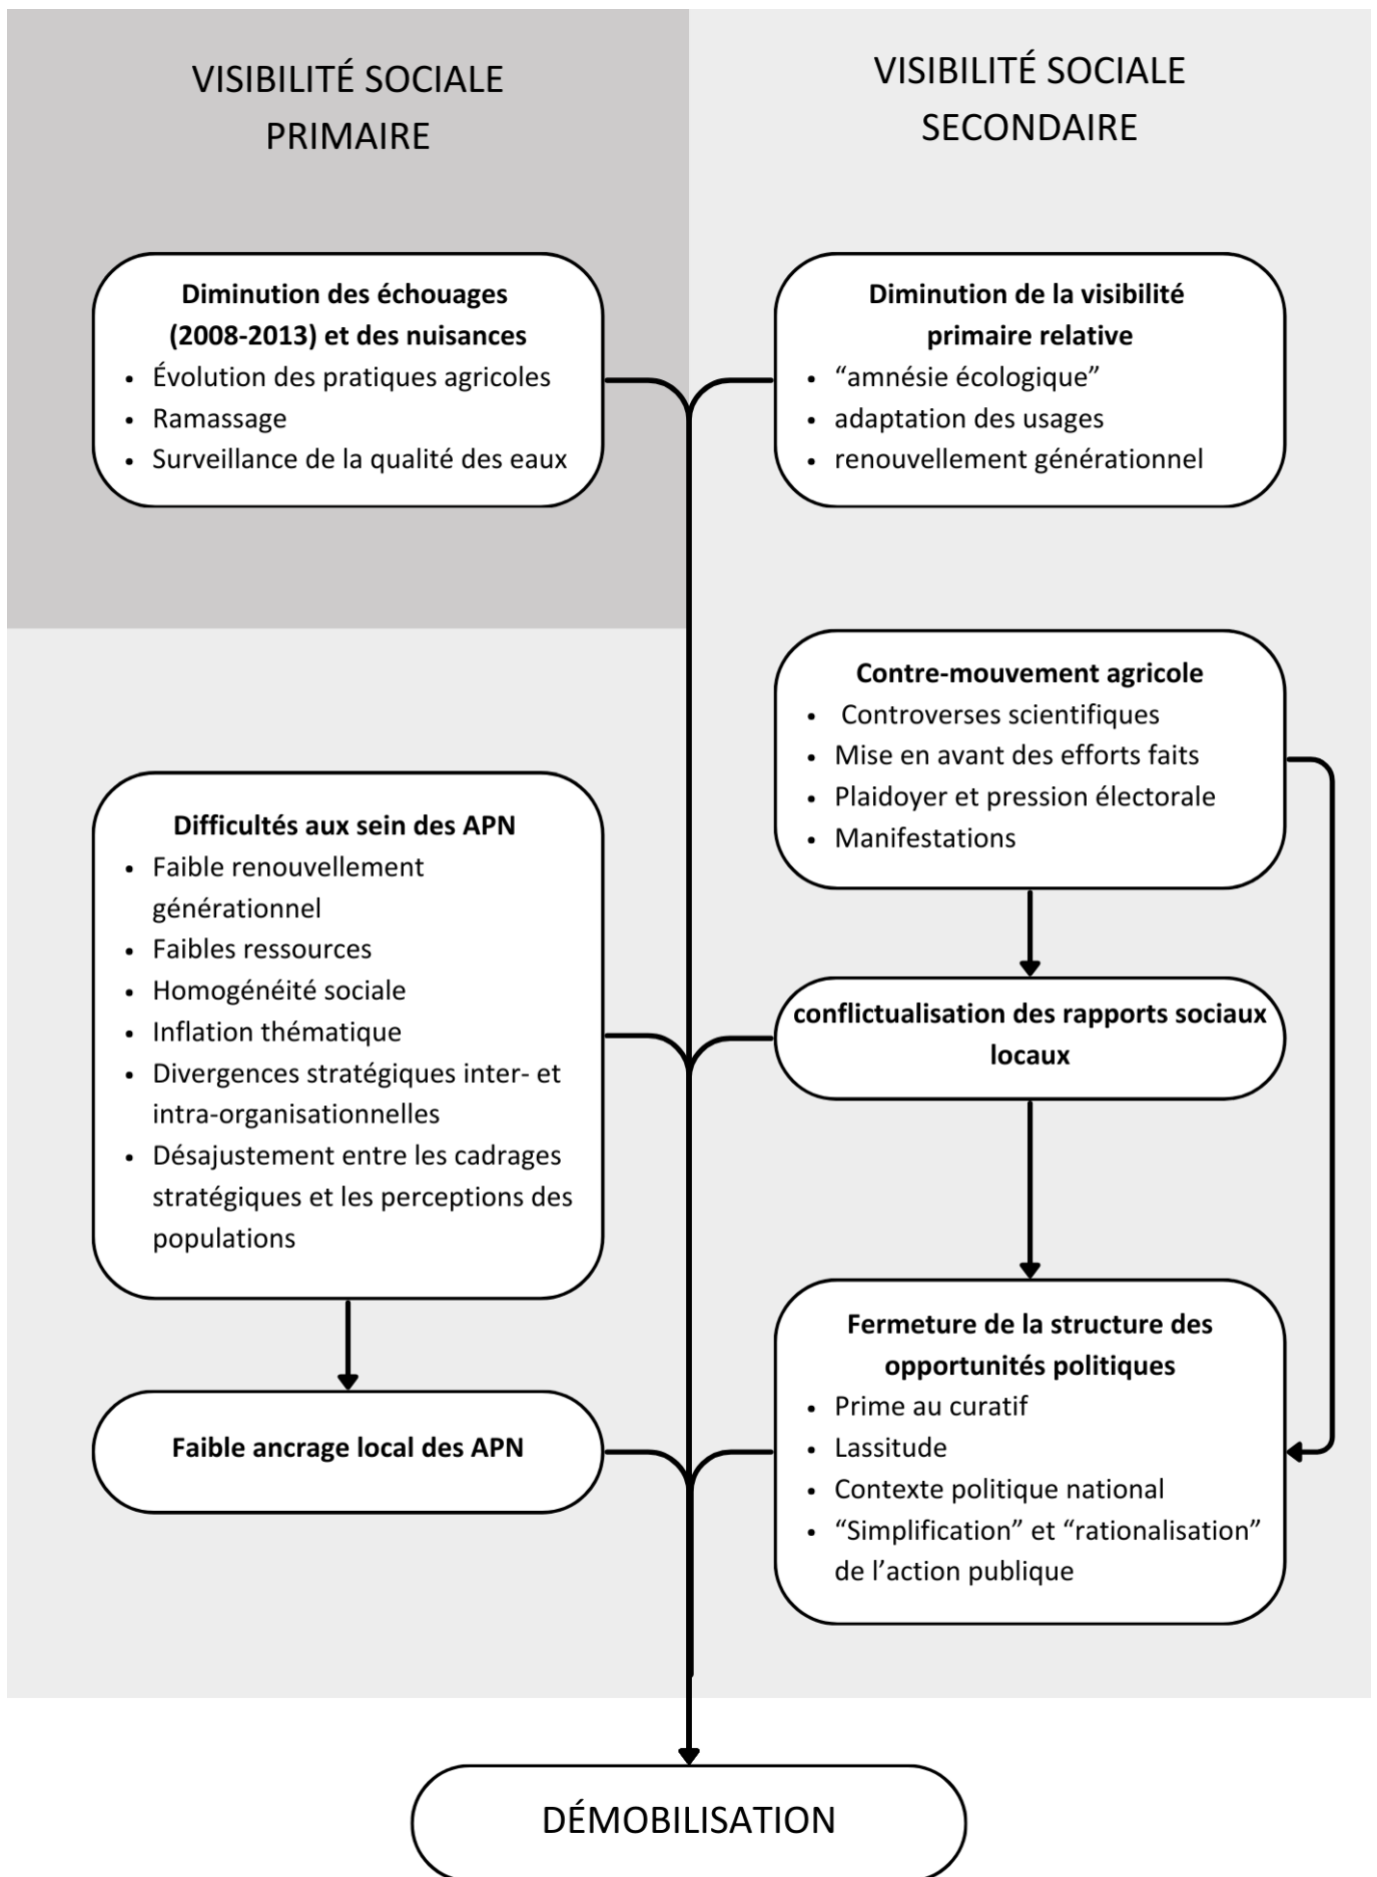 VISIBILITÉ SOCIALE
PRIMAIRE
VISIBILITÉ SOCIALE
SECONDAIRE
Diminution des échouages
(2008-2013) et des nuisances
• Évolution des pratiques agricoles
• Ramassage
• Surveillance de la qualité des eaux
Diminution de la visibilité
primaire relative
• “amnésie écologique”
• adaptation des usages
• renouvellement générationnel
Contre-mouvement agricole
• Controverses scientifiques
• Mise en avant des efforts faits
• Plaidoyer et pression électorale
• Manifestations
Difficultés aux sein des APN
• Faible renouvellement
générationnel
• Faibles ressources
• Homogénéité sociale
• Inflation thématique
• Divergences stratégiques inter- et
intra-organisationnelles
• Désajustement entre les cadrages
stratégiques et les perceptions des
populations
conflictualisation des rapports sociaux
locaux
Faible ancrage local des APN
Fermeture de la structure des
opportunités politiques
• Prime au curatif
• Lassitude
• Contexte politique national
• “Simplification” et “rationalisation”
de l’action publique
DÉMOBILISATION